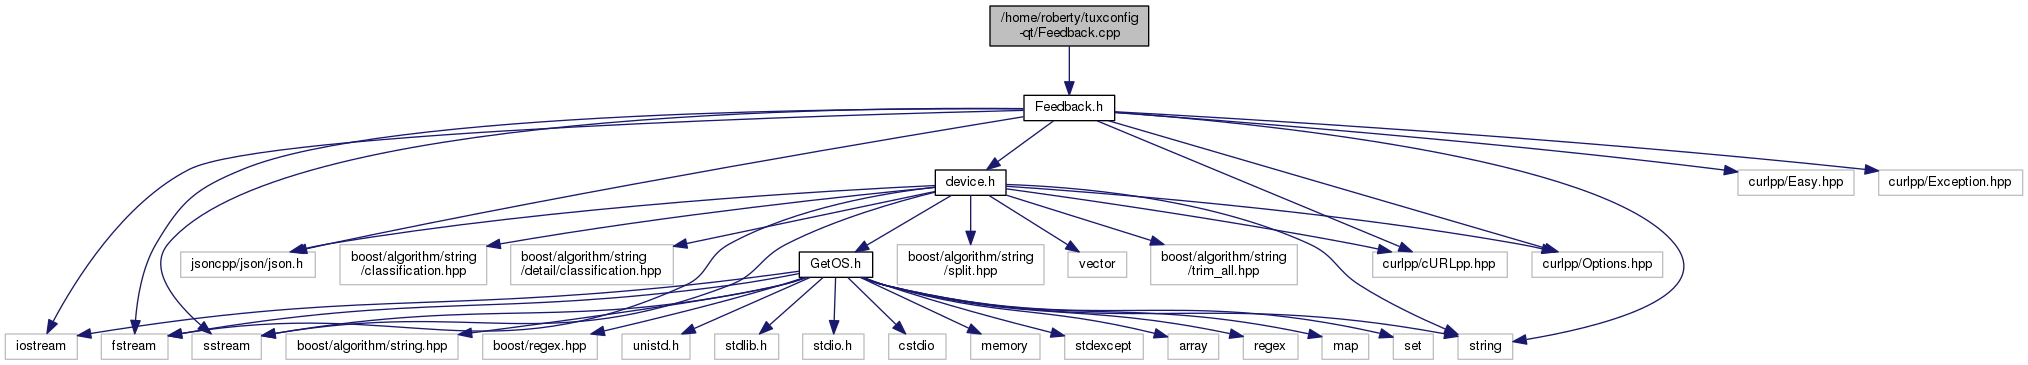 /home/roberty/tuxconfig
-qt/Feedback.cpp
Feedback.h
device.h
curlpp/Easy.hpp
curlpp/Exception.hpp
jsoncpp/json/json.h
boost/algorithm/string
/classification.hpp
boost/algorithm/string
/detail/classification.hpp
GetOS.h
boost/algorithm/string
/split.hpp
vector
boost/algorithm/string
/trim_all.hpp
curlpp/cURLpp.hpp
curlpp/Options.hpp
iostream
fstream
sstream
boost/algorithm/string.hpp
boost/regex.hpp
unistd.h
stdlib.h
stdio.h
cstdio
memory
stdexcept
array
regex
map
set
string